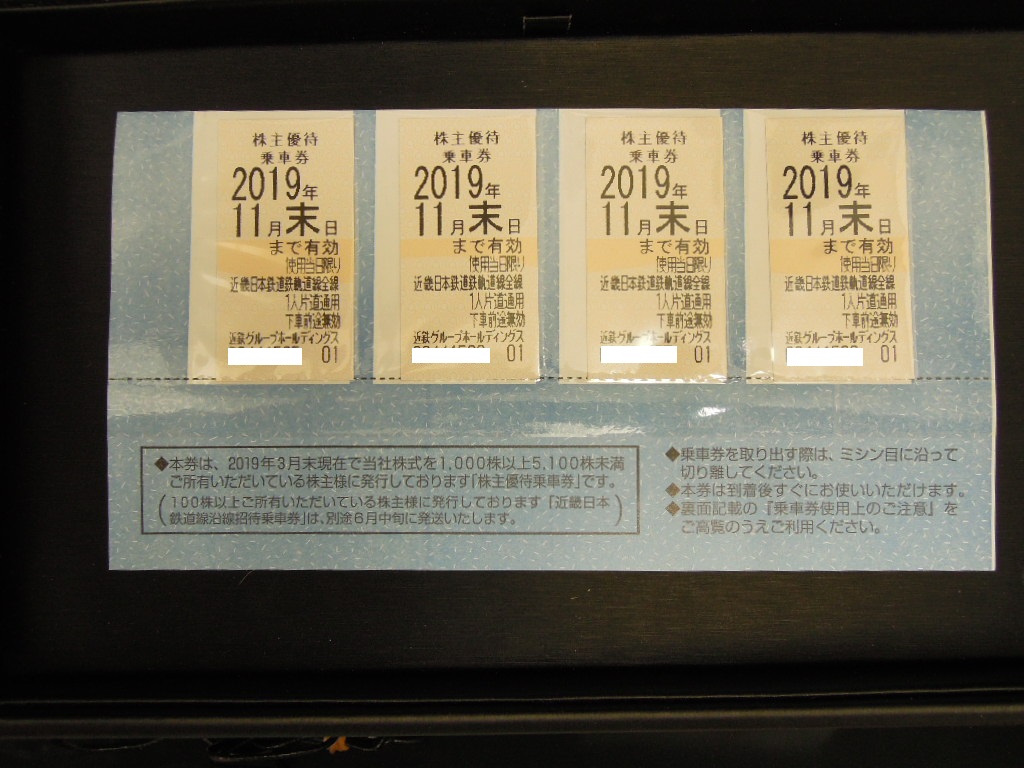 株主優待
乗車券
2019年
11月末日
まで有効
(使用当日限り)
近畿日本鉄道鉄軌道線全線
1人片道通用
下車前途無効
近鉄グループホールディングス
01
株主優待
乗車券
2019年
11月末日
まで有効
(使用当日限り)
近畿日本鉄道鉄軌道線全線
1人片道通用
下車前途無効
近鉄グループホールディングス
01
株主優待
乗車券
2019年
11月末日
まで有効
(使用当日限り)
近畿日本鉄道鉄軌道線全線
1人片道通用
下車前途無効
近鉄グループホールディングス
01
株主優待
乗車券
2019年
11月末日
まで有効
(使用当日限り)
近畿日本鉄道鉄軌道線全線
1人片道通用
下車前途無効
近鉄グループホールディングス
01
◆本券は、2019年3月末現在で当社株式を1,000株以上5,100株未満
ご所有いただいている株主様に発行しております「株主優待乗車券」です。
(100株以上ご所有いただいている株主様に発行しております「近畿日本
鉄道線沿線招待乗車券」は、別途6月中旬に発送いたします。)
◆乗車券を取り出す際は、ミシン目に沿って
切り離してください。
◆本券は到着後すぐにお使いいただけます。
◆裏面記載の『乗車券使用上のご注意』を
ご高覧のうえご利用ください。